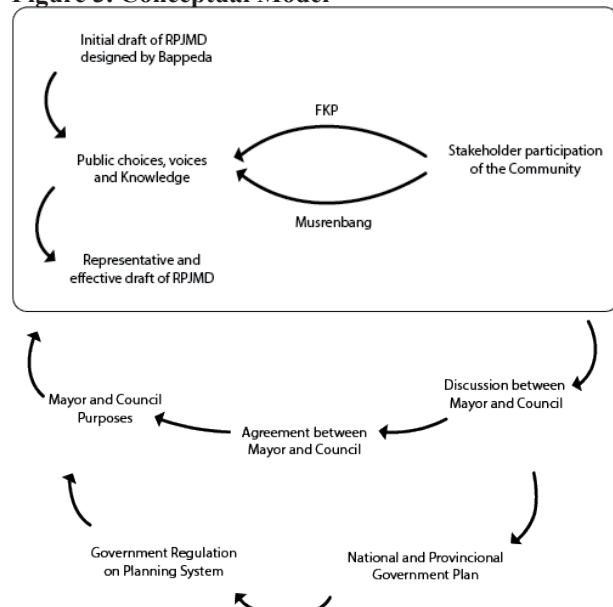 Figure 3. Conceptual Model
Initial draft of RPJMD
designed by Bappeda
FKP
Public choices, voices
and Knowledge
Stakeholder participation
of the Community
Musrenbang
Representative and
effective draft of RPJMD
Mayor and Council
Purposes
Agreement between
Mayor and Council
Discussion between
Mayor and Council
Government Regulation
on Planning System
National and Provincional
Government Plan